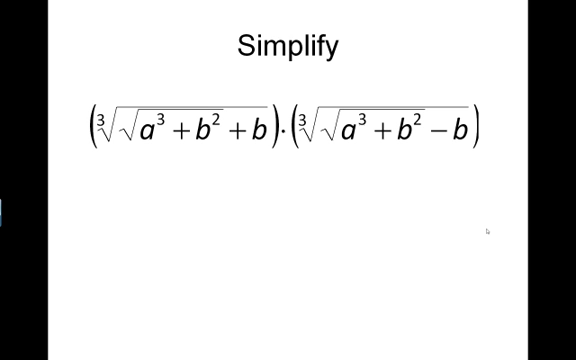 Simplify
(∛(√(a³ + b²) + b)) · (∛(√(a³ + b²) − b))